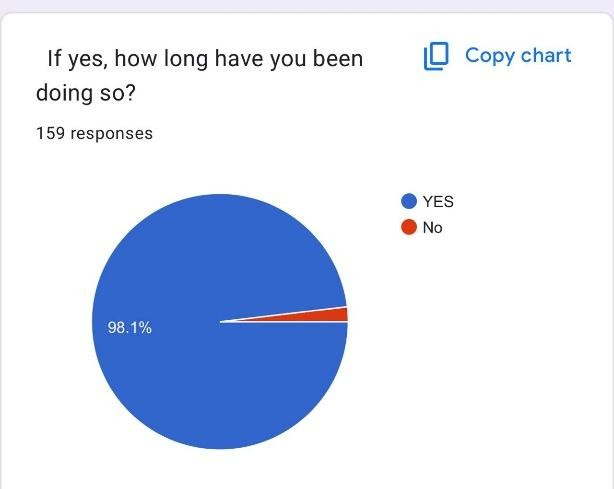 If yes, how long have you been
doing so?
Copy chart
159 responses
YES
No
98.1%